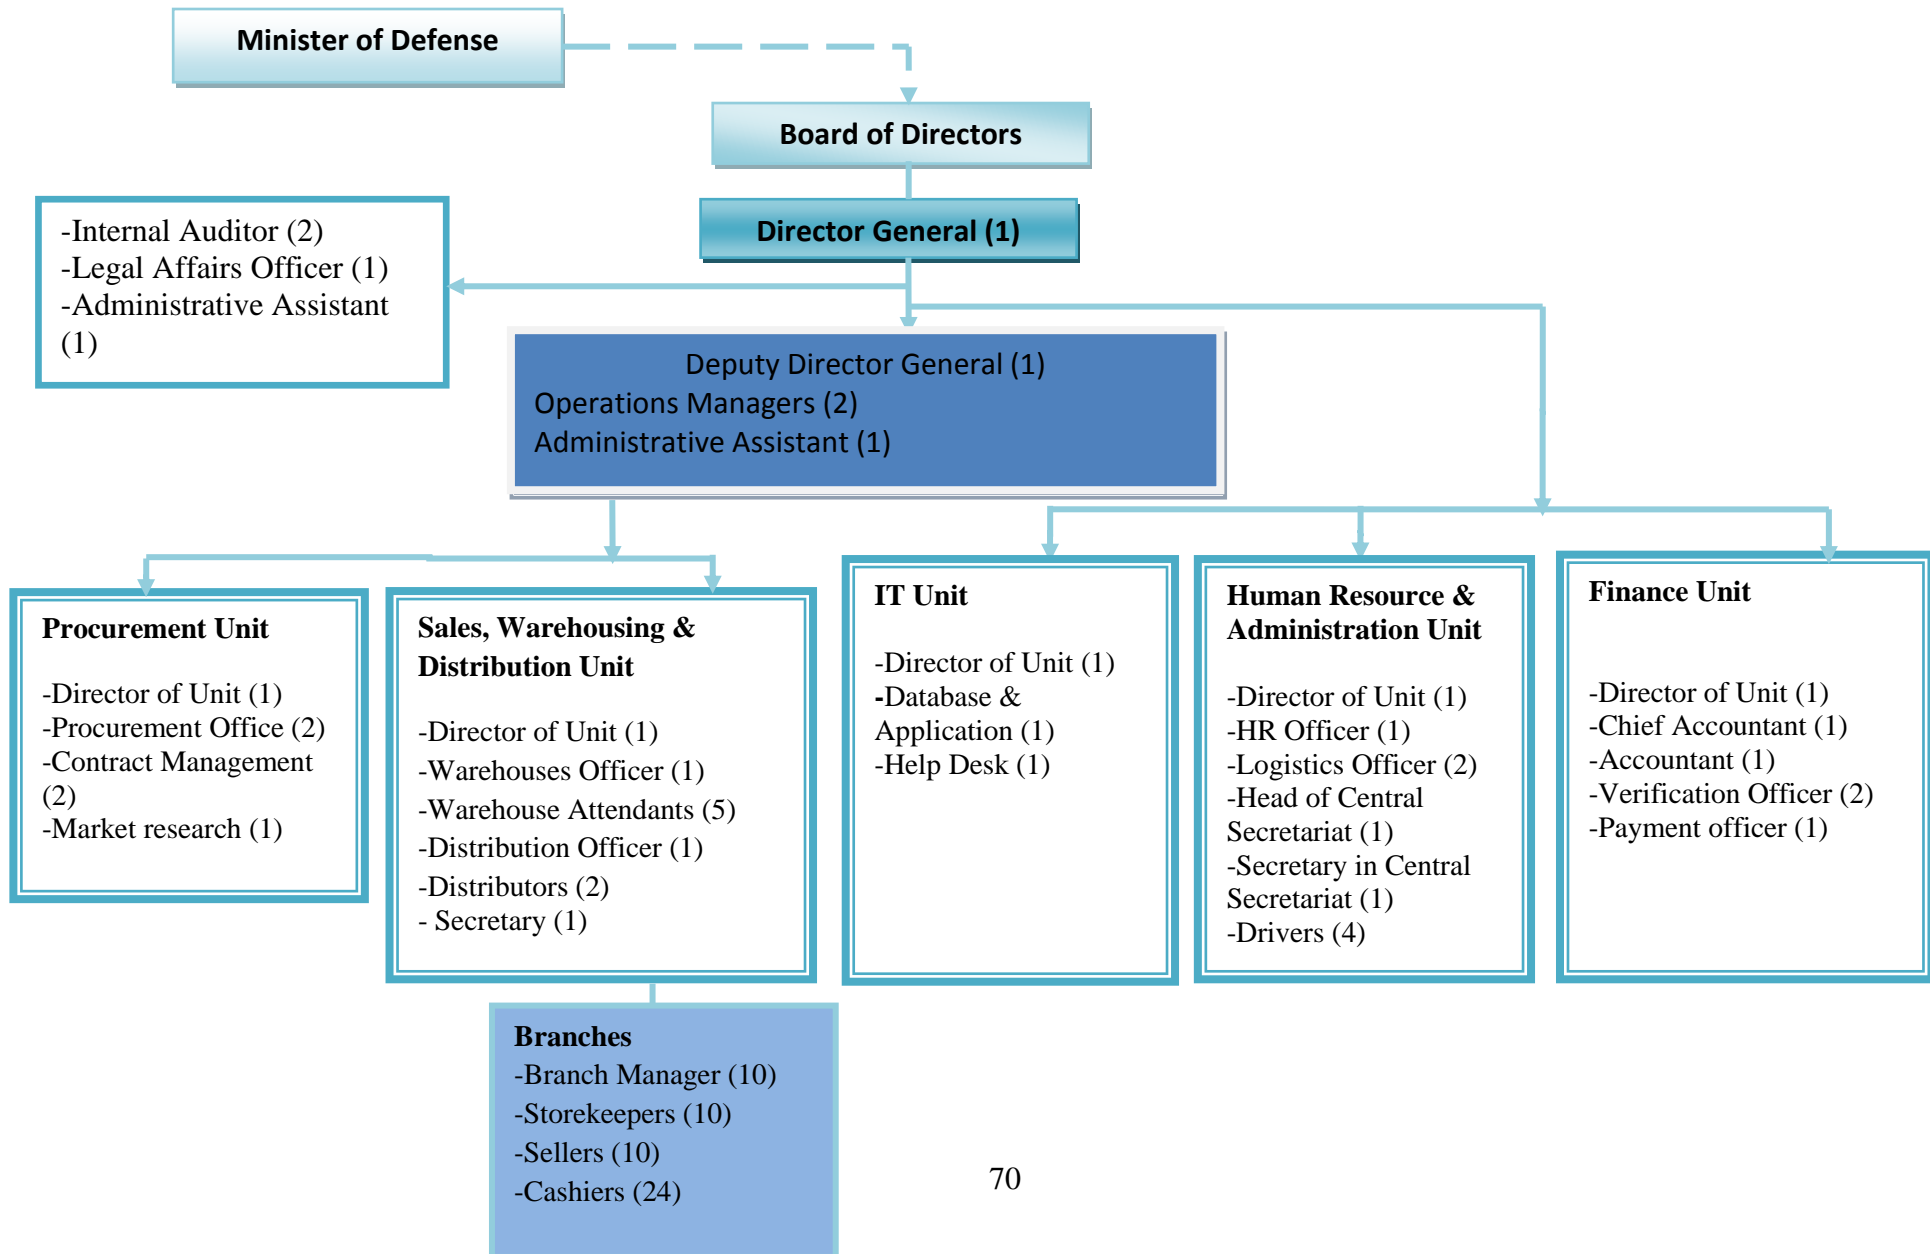 Minister of Defense
Board of Directors
Director General (1)
-Internal Auditor (2)
-Legal Affairs Officer (1)
-Administrative Assistant
(1)
Deputy Director General (1)
Operations Managers (2)
Administrative Assistant (1)
Procurement Unit
-Director of Unit (1)
-Procurement Office (2)
-Contract Management
(2)
-Market research (1)
Sales, Warehousing &
Distribution Unit
-Director of Unit (1)
-Warehouses Officer (1)
-Warehouse Attendants (5)
-Distribution Officer (1)
-Distributors (2)
- Secretary (1)
IT Unit
-Director of Unit (1)
-Database &
Application (1)
-Help Desk (1)
Human Resource &
Administration Unit
-Director of Unit (1)
-HR Officer (1)
-Logistics Officer (2)
-Head of Central
Secretariat (1)
-Secretary in Central
Secretariat (1)
-Drivers (4)
Finance Unit
-Director of Unit (1)
-Chief Accountant (1)
-Accountant (1)
-Verification Officer (2)
-Payment officer (1)
Branches
-Branch Manager (10)
-Storekeepers (10)
-Sellers (10)
-Cashiers (24)
70